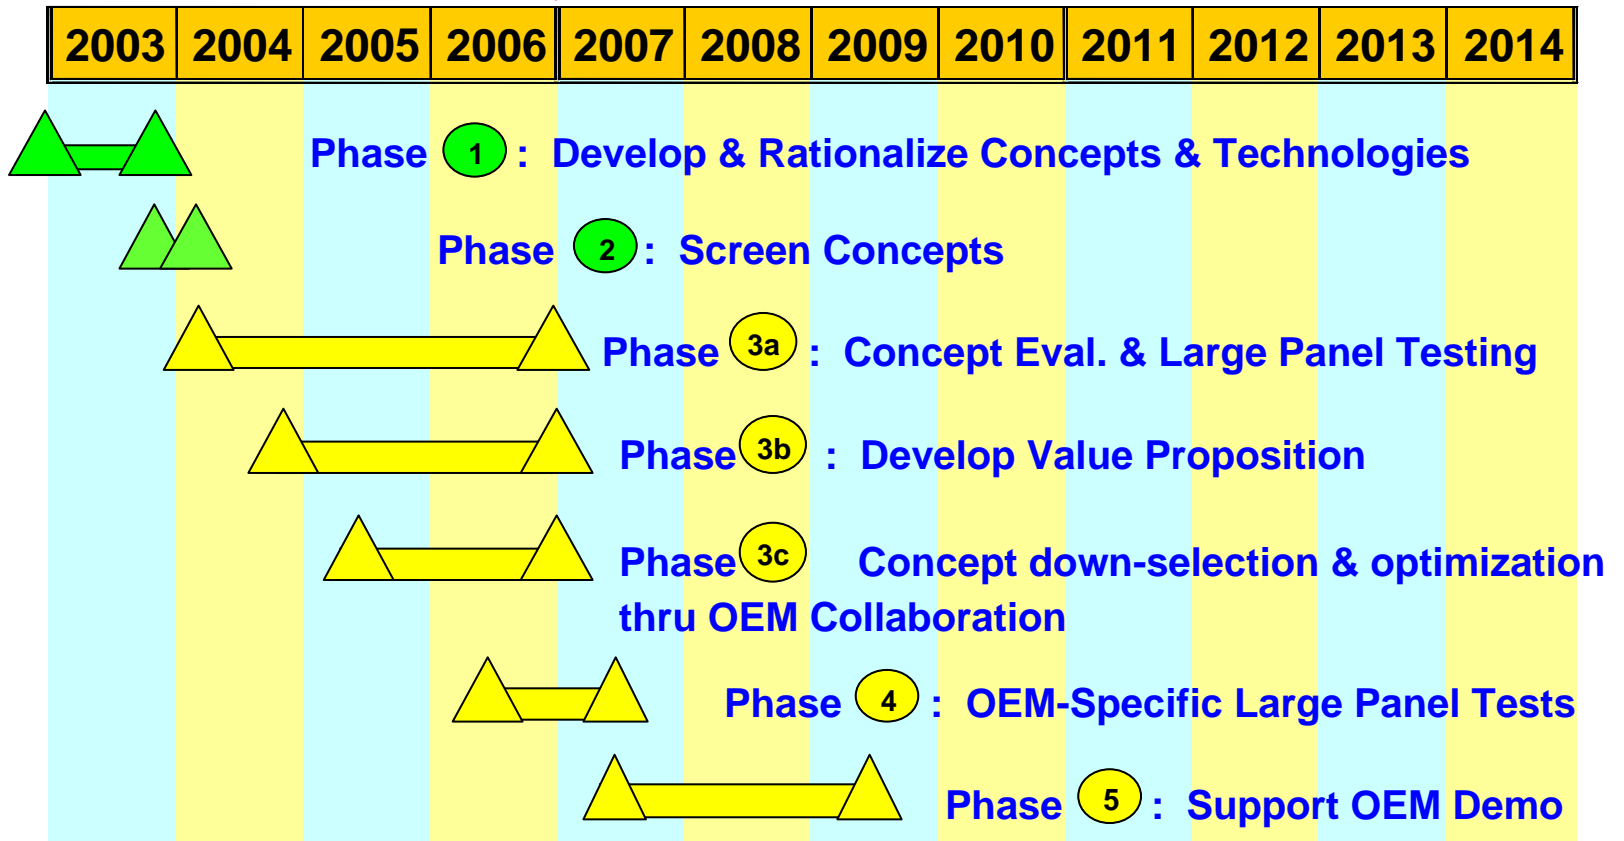 2003 2004 2005 2006 2007 2008 2009 2010 2011 2012 2013 2014
Phase 1 : Develop & Rationalize Concepts & Technologies
Phase 2 : Screen Concepts
Phase 3a : Concept Eval. & Large Panel Testing
Phase 3b : Develop Value Proposition
Phase 3c Concept down-selection & optimization
thru OEM Collaboration
Phase 4 : OEM-Specific Large Panel Tests
Phase 5 : Support OEM Demo